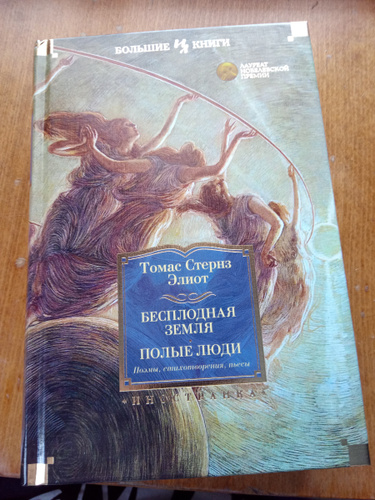 БОЛЬШИЕ КНИГИ
ЛАУРЕАТ
НОБЕЛЕВСКОЙ
ПРЕМИИ
Томас Стернз
Элиот
БЕСПЛОДНАЯ
ЗЕМЛЯ
ПОЛЫЕ ЛЮДИ
Поэмы, стихотворения, пьесы
«ИНОСТРАНКА»